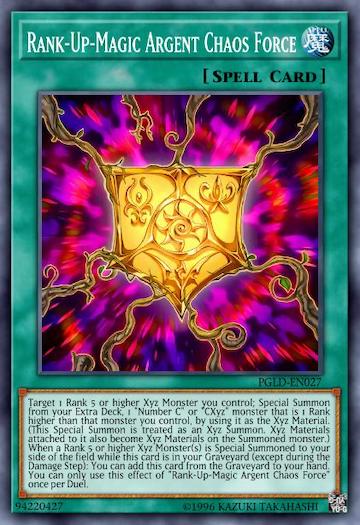 Rank-Up-Magic Argent Chaos Force
魔
[ Spell Card ]
PGLD-EN027
Target 1 Rank 5 or higher Xyz Monster you control; Special Summon
from your Extra Deck, 1 "Number C" or "CXyz" monster that is 1 Rank
higher than that monster you control, by using it as the Xyz Material.
(This Special Summon is treated as an Xyz Summon. Xyz Materials
attached to it also become Xyz Materials on the Summoned monster.)
When a Rank 5 or higher Xyz Monster(s) is Special Summoned to your
side of the field while this card is in your Graveyard (except during the
Damage Step): You can add this card from the Graveyard to your hand.
You can only use this effect of "Rank-Up-Magic Argent Chaos Force"
once per Duel.
94220427
©1996 KAZUKI TAKAHASHI